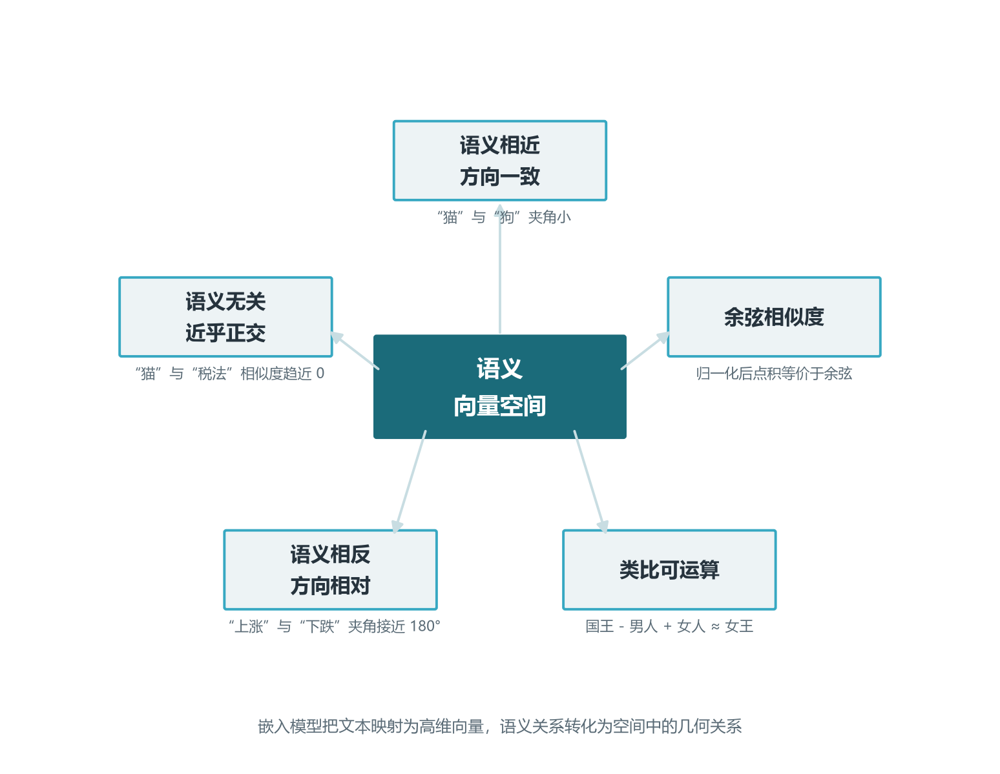 语义相近
方向一致
“猫”与“狗”夹角小
语义无关
近乎正交
“猫”与“税法”相似度趋近 0
余弦相似度
归一化后点积等价于余弦
语义
向量空间
语义相反
方向相对
“上涨”与“下跌”夹角接近 180°
类比可运算
国王 - 男人 + 女人 ≈ 女王
嵌入模型把文本映射为高维向量，语义关系转化为空间中的几何关系